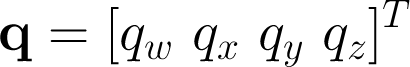 𝐪 = [q_w q_x q_y q_z]^T